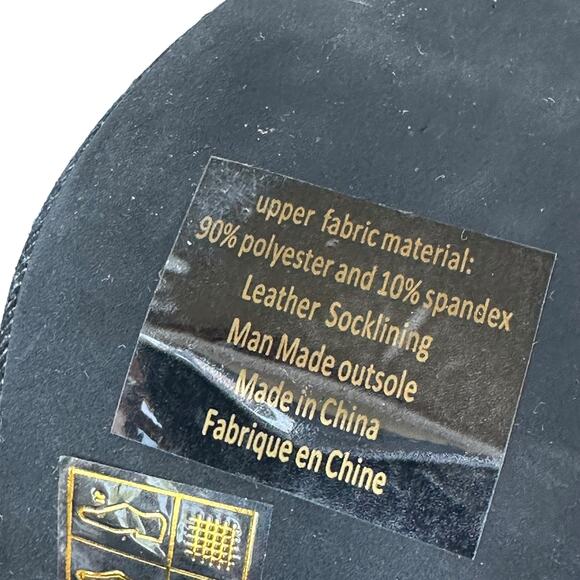 upper fabric material:
90% polyester and 10% spandex
Leather Socklining
Man Made outsole
Made in China
Fabrique en Chine